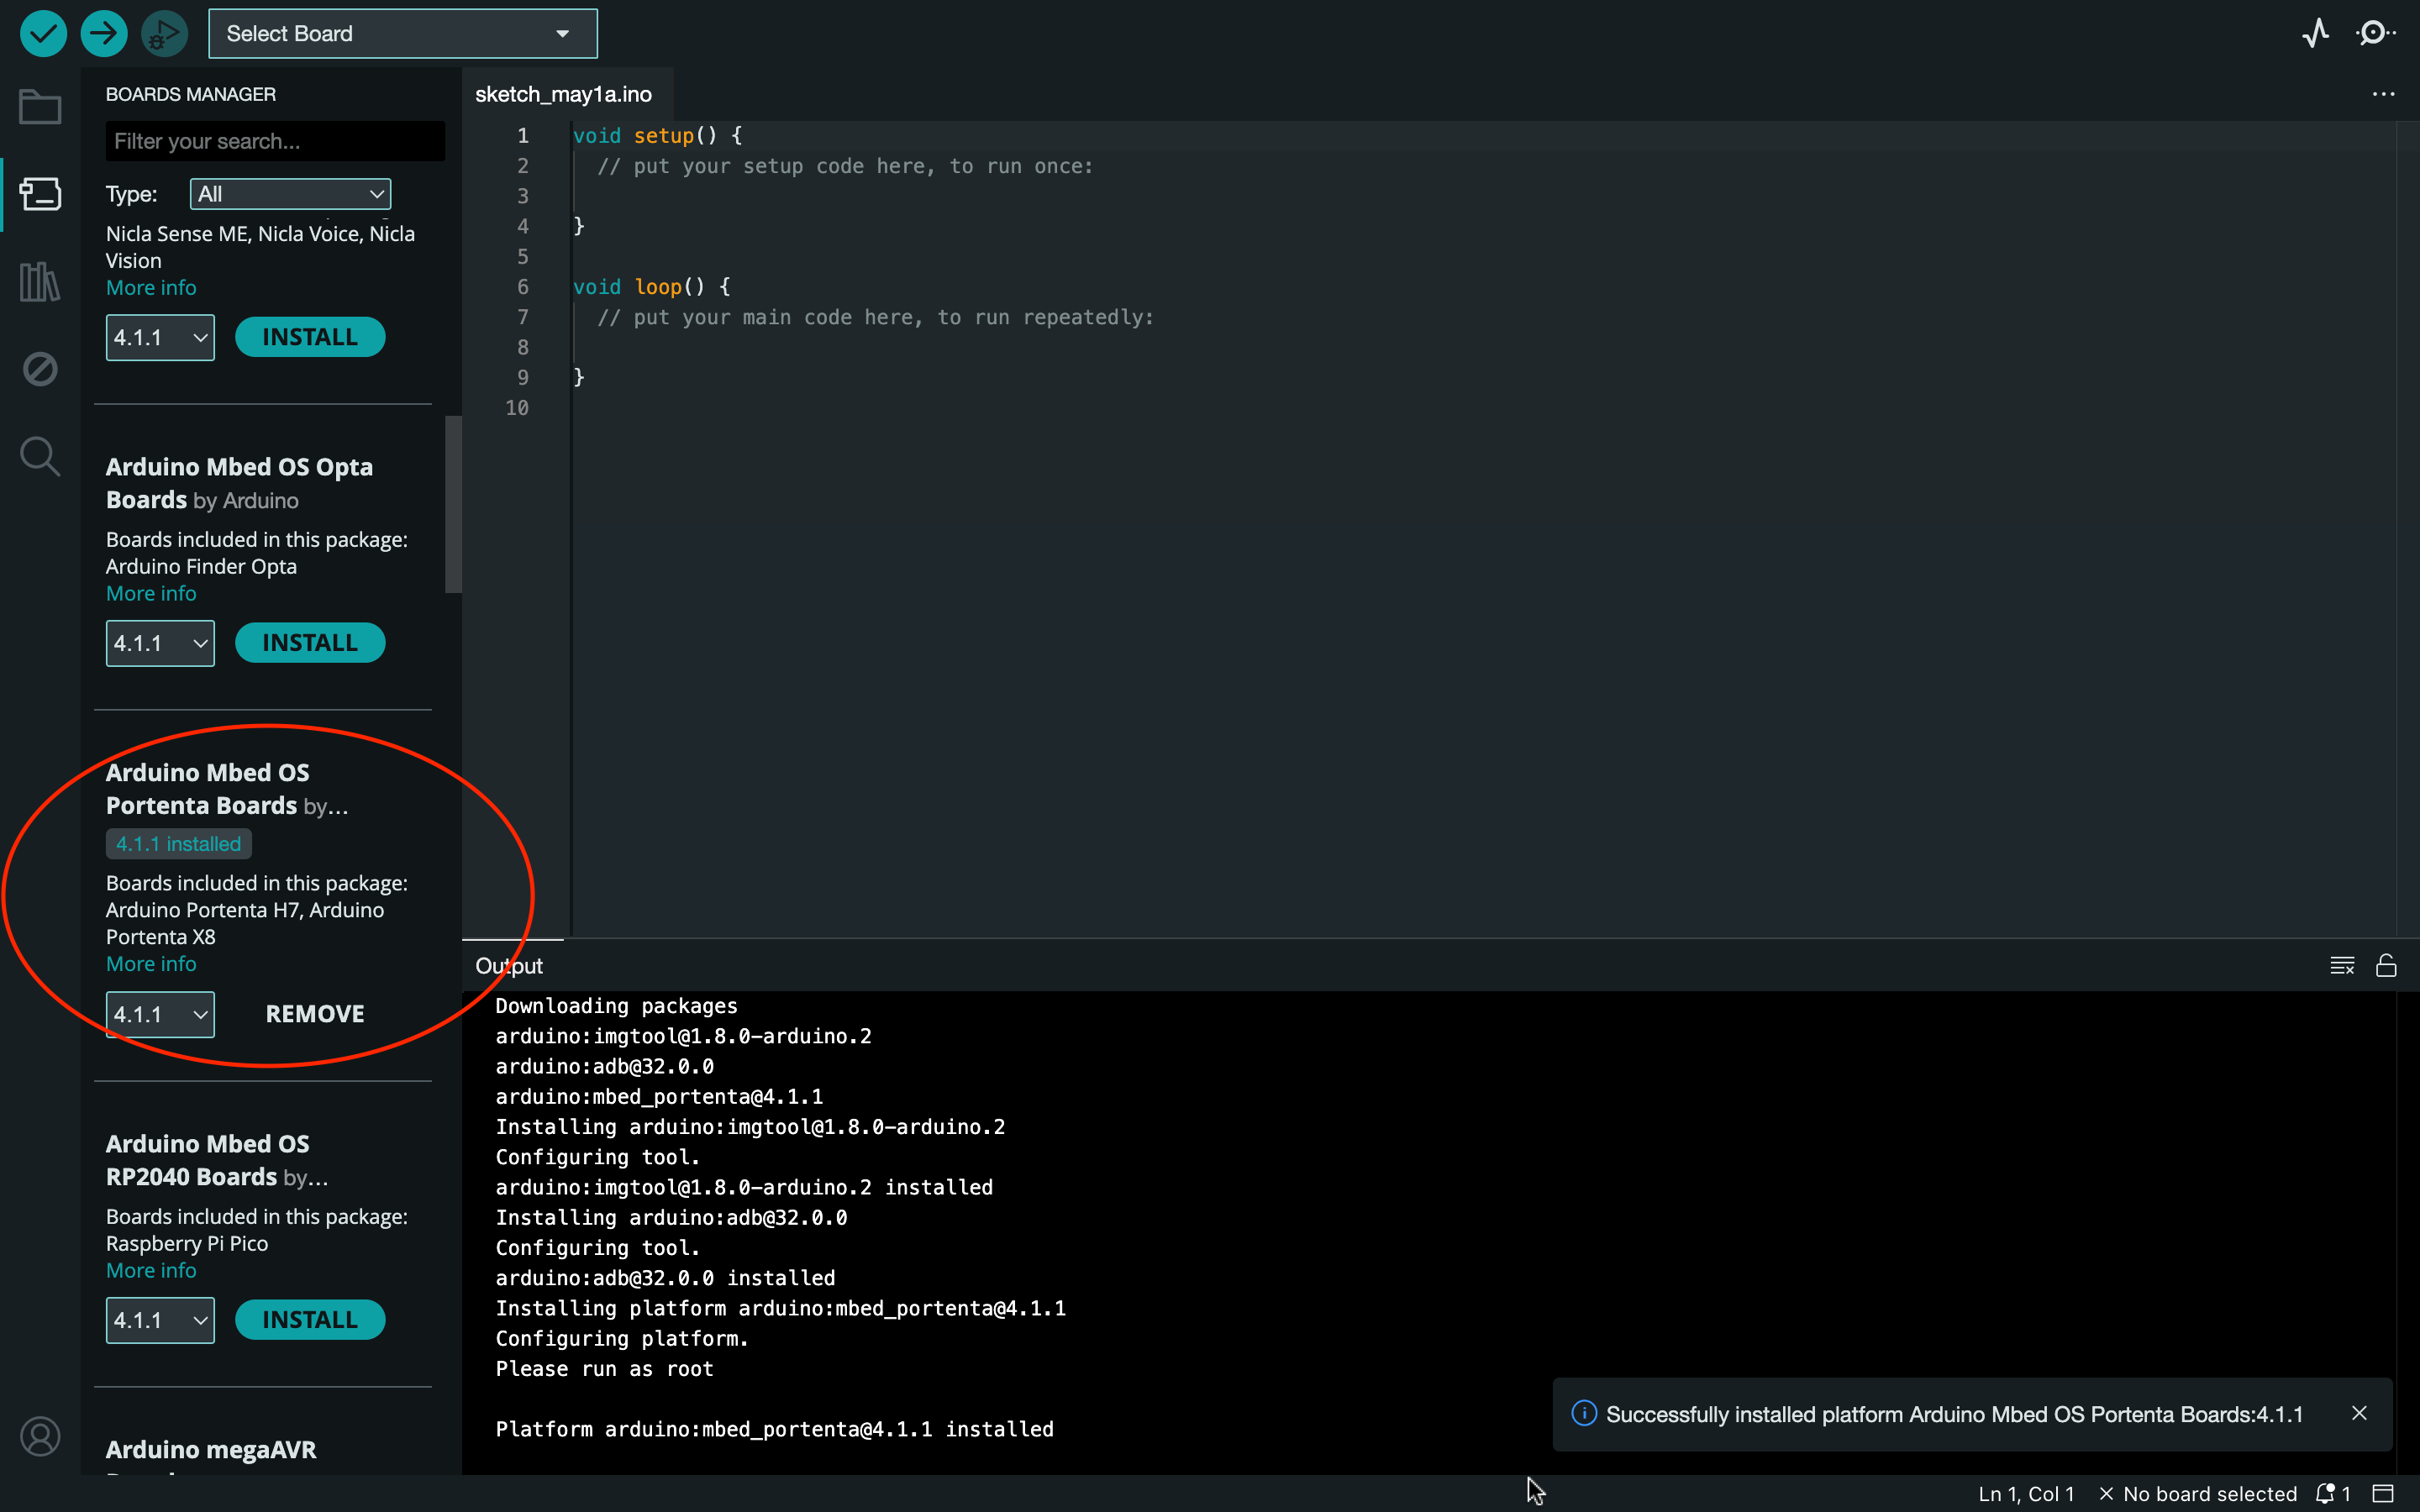 Select Board
BOARDS MANAGER
Filter your search...
Type: All
Nicla Sense ME, Nicla Voice, Nicla
Vision
More info
4.1.1 INSTALL
Arduino Mbed OS Opta
Boards by Arduino
Boards included in this package:
Arduino Finder Opta
More info
4.1.1 INSTALL
Arduino Mbed OS
Portenta Boards by...
4.1.1 installed
Boards included in this package:
Arduino Portenta H7, Arduino
Portenta X8
More info
4.1.1 REMOVE
Arduino Mbed OS
RP2040 Boards by...
Boards included in this package:
Raspberry Pi Pico
More info
4.1.1 INSTALL
Arduino megaAVR
sketch_may1a.ino
...
1 void setup() {
2 // put your setup code here, to run once:
3
4 }
5
6 void loop() {
7 // put your main code here, to run repeatedly:
8
9 }
10
Output
Downloading packages
arduino:imgtool@1.8.0-arduino.2
arduino:adb@32.0.0
arduino:mbed_portenta@4.1.1
Installing arduino:imgtool@1.8.0-arduino.2
Configuring tool.
arduino:imgtool@1.8.0-arduino.2 installed
Installing arduino:adb@32.0.0
Configuring tool.
arduino:adb@32.0.0 installed
Installing platform arduino:mbed_portenta@4.1.1
Configuring platform.
Please run as root
Platform arduino:mbed_portenta@4.1.1 installed
Successfully installed platform Arduino Mbed OS Portenta Boards:4.1.1
Ln 1, Col 1 × No board selected 1